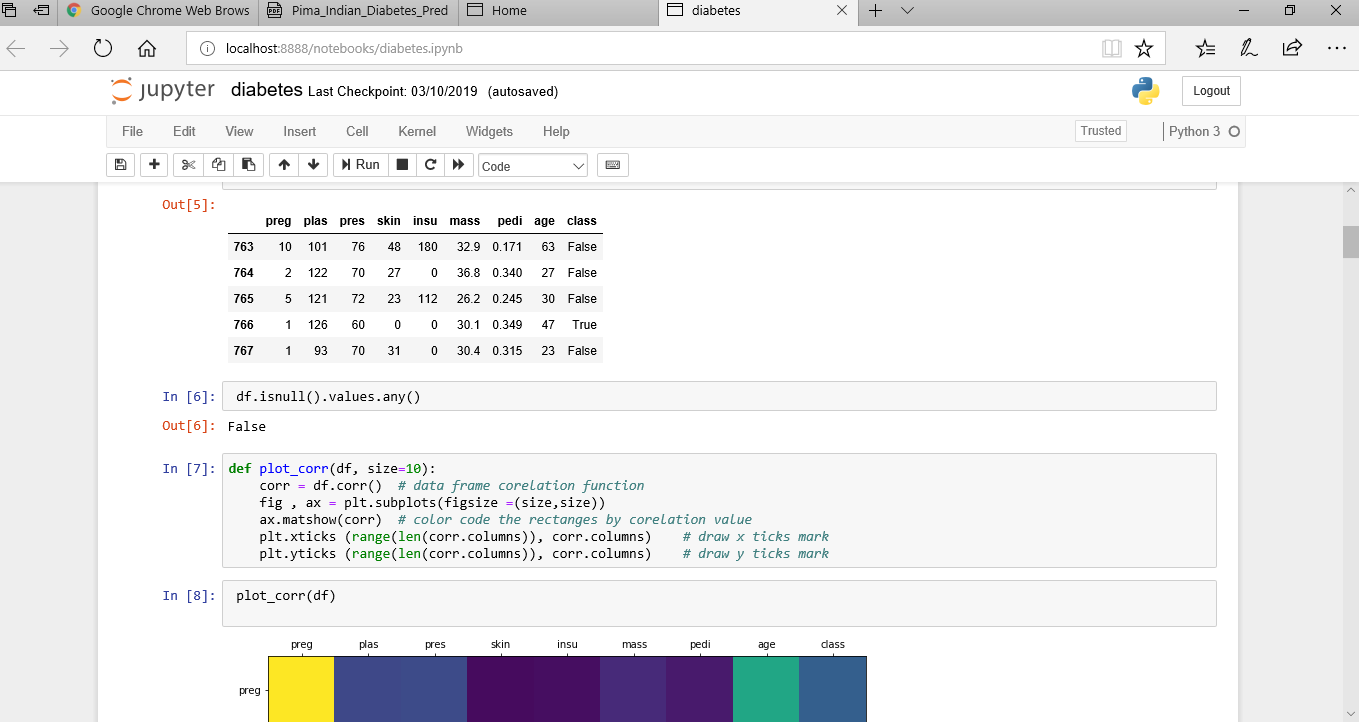 Google Chrome Web Brows Pima_Indian_Diabetes_Pred Home diabetes
localhost:8888/notebooks/diabetes.ipynb
jupyter diabetes Last Checkpoint: 03/10/2019 (autosaved) Logout
File Edit View Insert Cell Kernel Widgets Help Trusted Python 3
Run Code
Out[5]:
preg plas pres skin insu mass pedi age class
763 10 101 76 48 180 32.9 0.171 63 False
764 2 122 70 27 0 36.8 0.340 27 False
765 5 121 72 23 112 26.2 0.245 30 False
766 1 126 60 0 0 30.1 0.349 47 True
767 1 93 70 31 0 30.4 0.315 23 False
In [6]: df.isnull().values.any()
Out[6]: False
In [7]: def plot_corr(df, size=10):
corr = df.corr() # data frame corelation function
fig , ax = plt.subplots(figsize =(size,size))
ax.matshow(corr) # color code the rectanges by corelation value
plt.xticks (range(len(corr.columns)), corr.columns) # draw x ticks mark
plt.yticks (range(len(corr.columns)), corr.columns) # draw y ticks mark
In [8]: plot_corr(df)
preg plas pres skin insu mass pedi age class
preg